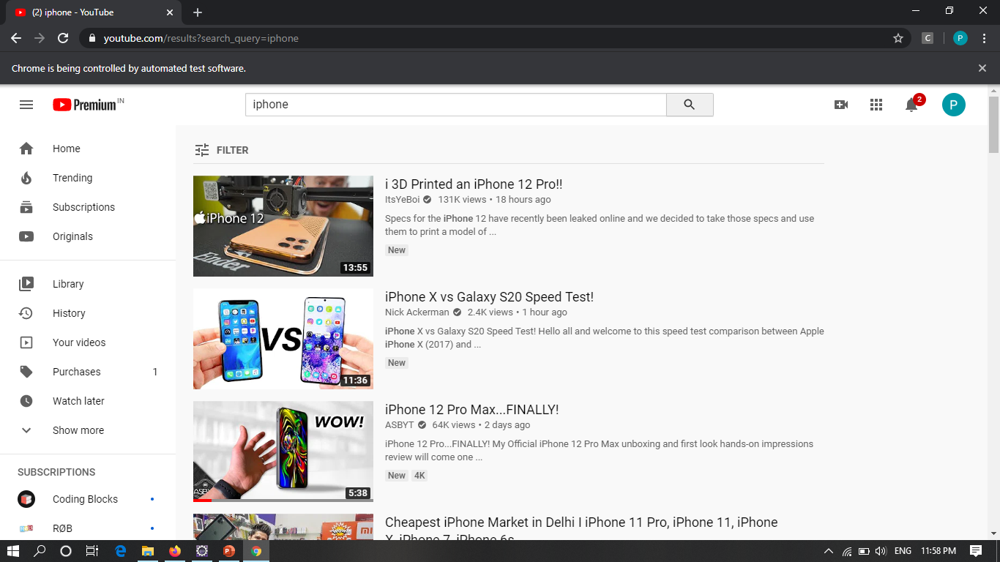 (2) iphone - YouTube
youtube.com/results?search_query=iphone
C
P
Chrome is being controlled by automated test software.
Premium IN
iphone
2
P
Home
Trending
Subscriptions
Originals
Library
History
Your videos
Purchases 1
Watch later
Show more
SUBSCRIPTIONS
Coding Blocks
RØB
FILTER
iPhone 12
Ender
13:55
i 3D Printed an iPhone 12 Pro!!
ItsYeBoi 131K views • 18 hours ago
Specs for the iPhone 12 have recently been leaked online and we decided to take those specs and use
them to print a model of ...
New
VS
11:36
iPhone X vs Galaxy S20 Speed Test!
Nick Ackerman 2.4K views • 1 hour ago
iPhone X vs Galaxy S20 Speed Test! Hello all and welcome to this speed test comparison between Apple
iPhone X (2017) and ...
New
WOW!
ASBYT
5:38
iPhone 12 Pro Max...FINALLY!
ASBYT 64K views • 2 days ago
iPhone 12 Pro...FINALLY! My Official iPhone 12 Pro Max unboxing and first look hands-on impressions
review will come one ...
New 4K
WOW!
Cheapest iPhone Market in Delhi I iPhone 11 Pro, iPhone 11, iPhone
X, iPhone 7, iPhone 6s
ENG 11:58 PM